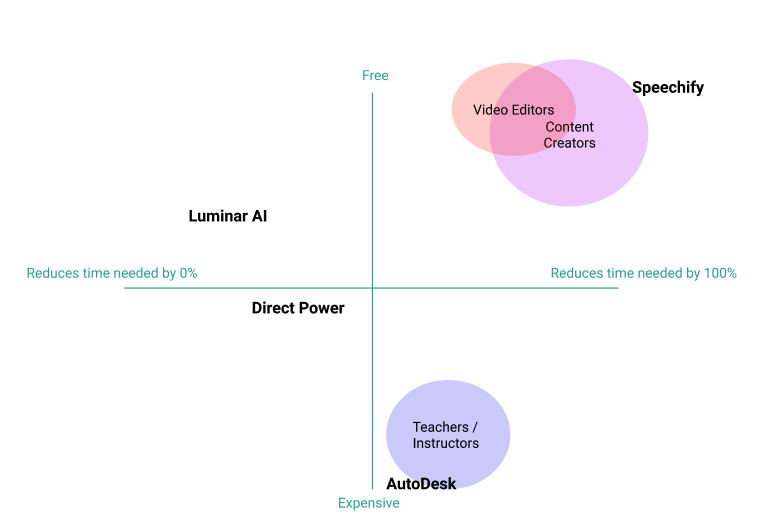 Free
Speechify
Video Editors
Content
Creators
Luminar AI
Reduces time needed by 0%
Reduces time needed by 100%
Direct Power
Teachers /
Instructors
AutoDesk
Expensive